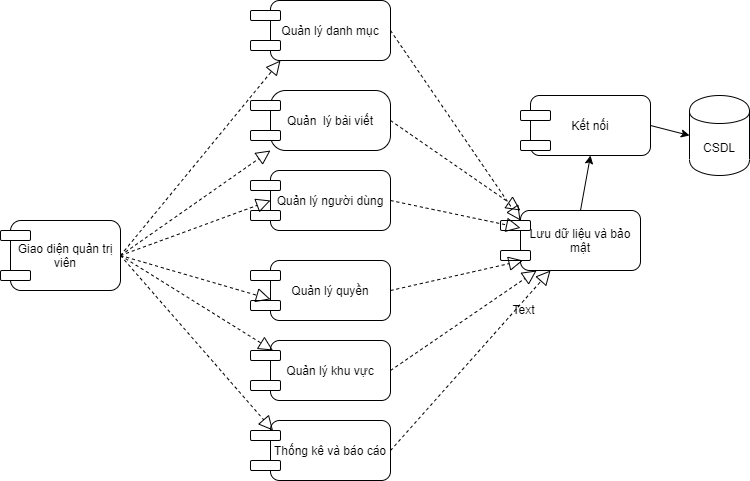 Quản lý danh mục
Quản  lý bài viết
Kết nối
CSDL
Quản lý người dùng
Giao diện quản trị
viên
Lưu dữ liệu và bảo
mật
Quản lý quyền
Text
Quản lý khu vực
Thống kê và báo cáo